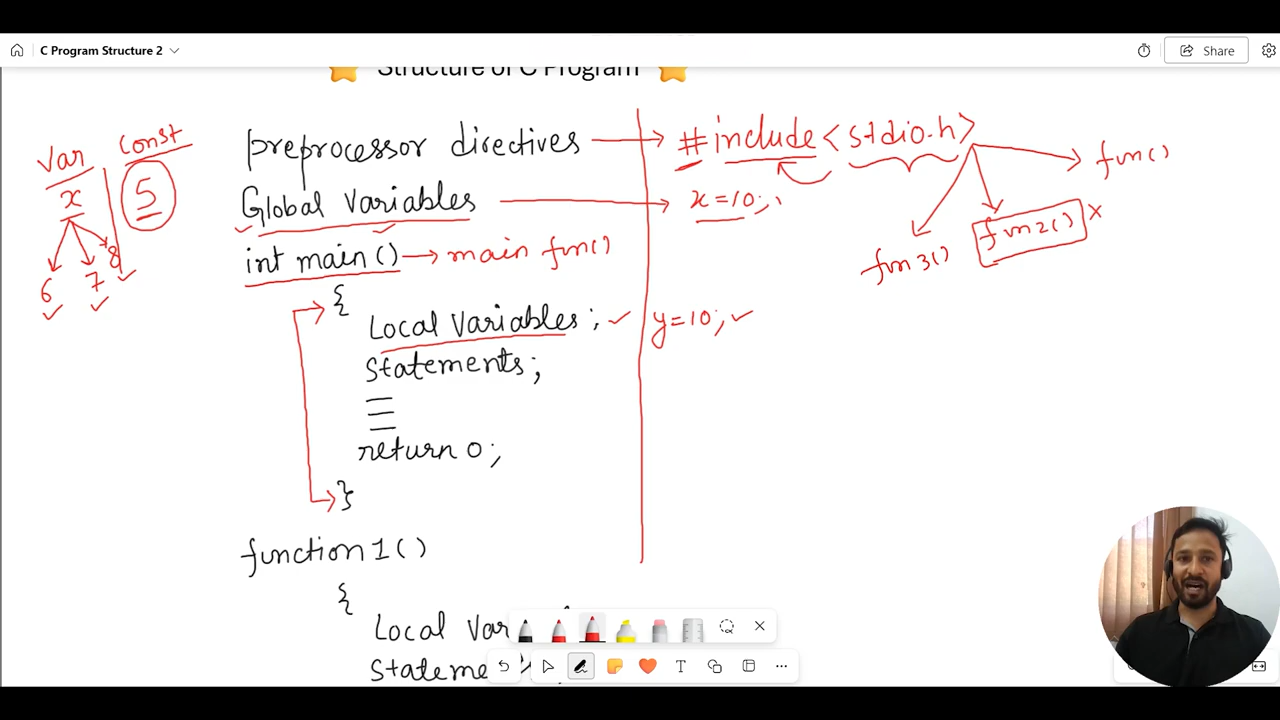 C Program Structure 2
Share
Structure of C Program
preprocessor directives
#include<stdio.h>
fun()
fun2() x
fun3()
Var
const
x
5
6
7
8
Global Variables
x=10;
int main()
main fun()
{
Local Variables;
y=10;
statements;
return 0;
}
function1()
{
Local Var
Stateme
T